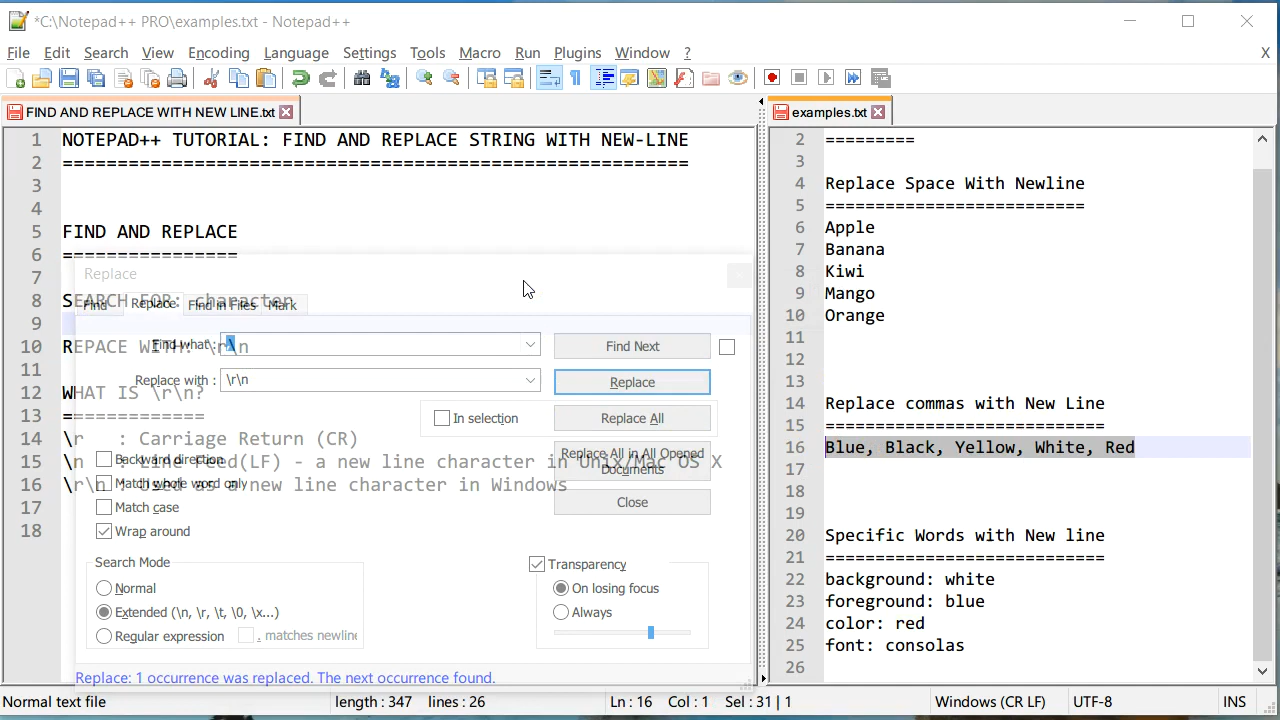 *C:\Notepad++ PRO\examples.txt - Notepad++
File Edit Search View Encoding Language Settings Tools Macro Run Plugins Window ? X
FIND AND REPLACE WITH NEW LINE.txt
1 NOTEPAD++ TUTORIAL: FIND AND REPLACE STRING WITH NEW-LINE
2 =========================================================
3
4
5 FIND AND REPLACE
6 ================
7
8 SEARCH FOR: character
9
10 REPACE WITH: \r\n
11
12 WHAT IS \r\n?
13 =============
14 \r : Carriage Return (CR)
15 \n : Line Feed(LF) - a new line character in Unix/Mac OS X
16 \r\n : Used as a new line character in Windows
17
18
Replace
Find Replace Find in Files Mark
Find what : \
Replace with : \r\n
Find Next
Replace
In selection
Replace All
Replace All in All Opened
Documents
Close
Backward direction
Match whole word only
Match case
Wrap around
Search Mode
Normal
Extended (\n, \r, \t, \0, \x...)
Regular expression
. matches newline
Transparency
On losing focus
Always
Replace: 1 occurrence was replaced. The next occurrence found.
examples.txt
2 =========
3
4 Replace Space With Newline
5 ==========================
6 Apple
7 Banana
8 Kiwi
9 Mango
10 Orange
11
12
13
14 Replace commas with New Line
15 ============================
16 Blue, Black, Yellow, White, Red
17
18
19
20 Specific Words with New line
21 ============================
22 background: white
23 foreground: blue
24 color: red
25 font: consolas
26
Normal text file length : 347 lines : 26 Ln : 16 Col : 1 Sel : 31 | 1 Windows (CR LF) UTF-8 INS